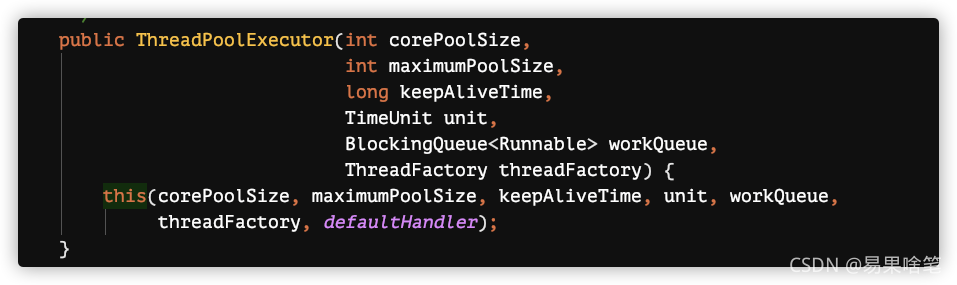 public ThreadPoolExecutor(int corePoolSize,
int maximumPoolSize,
long keepAliveTime,
TimeUnit unit,
BlockingQueue<Runnable> workQueue,
ThreadFactory threadFactory) {
this(corePoolSize, maximumPoolSize, keepAliveTime, unit, workQueue,
threadFactory, defaultHandler);
}
CSDN @易果啥笔